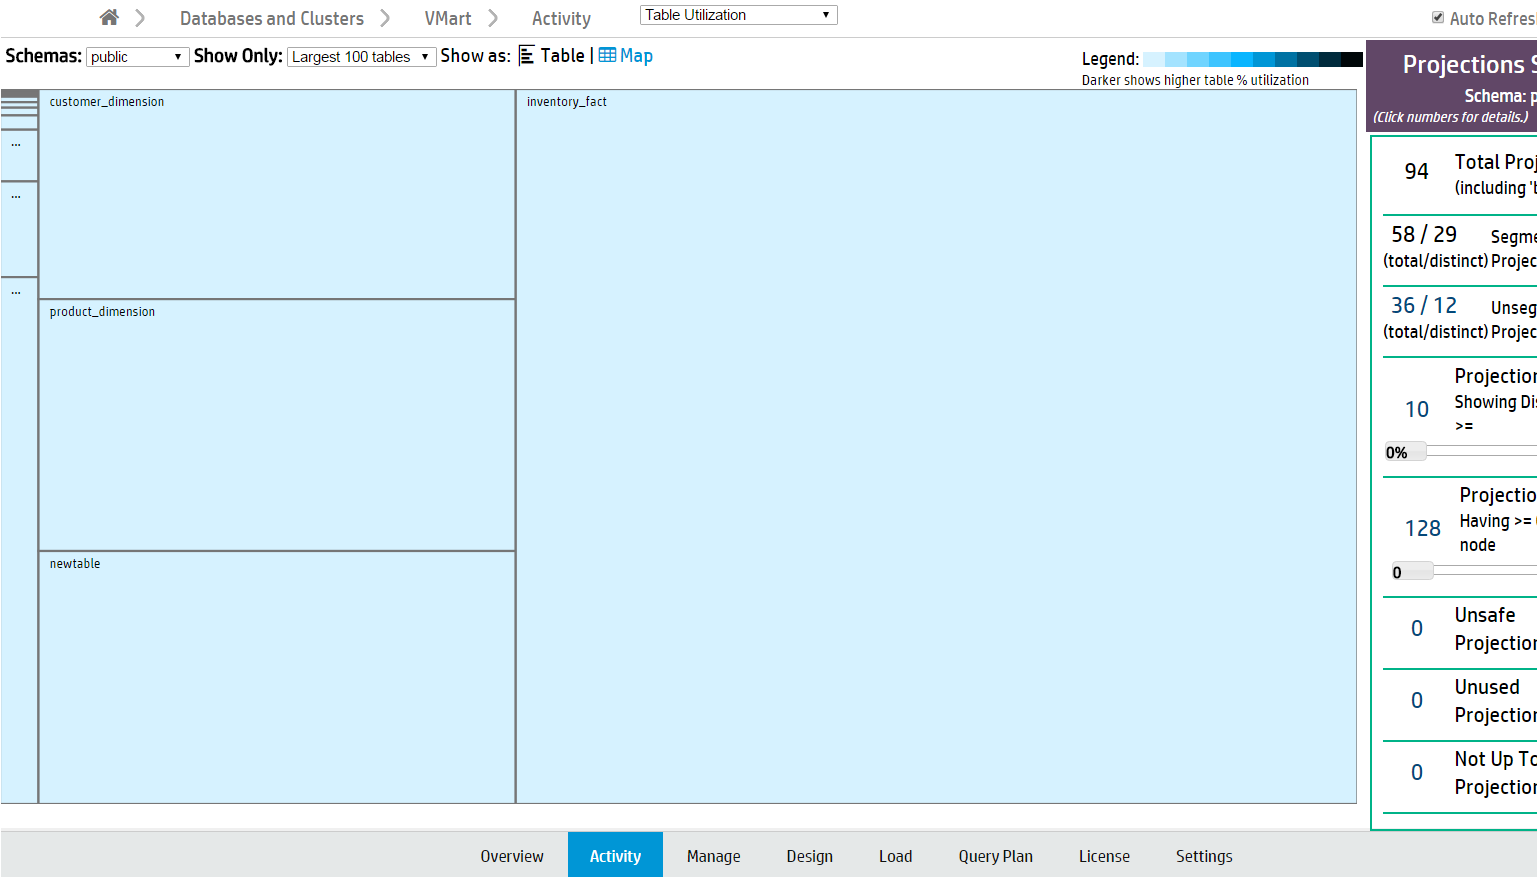 Databases and Clusters VMart Activity Table Utilization Auto Refres
Schemas: public Show Only: Largest 100 tables Show as: Table | Map
Legend:
Darker shows higher table % utilization
customer_dimension
inventory_fact
...
...
...
product_dimension
newtable
Projections S
Schema: p
(Click numbers for details.)
94 Total Proj
(including 'b
58 / 29 Segme
(total/distinct) Projec
36 / 12 Unseg
(total/distinct) Projec
Projection
10 Showing Dis
>=
0%
Projectio
128 Having >= 
node
0
0 Unsafe
Projection
0 Unused
Projection
0 Not Up To
Projection
Overview Activity Manage Design Load Query Plan License Settings